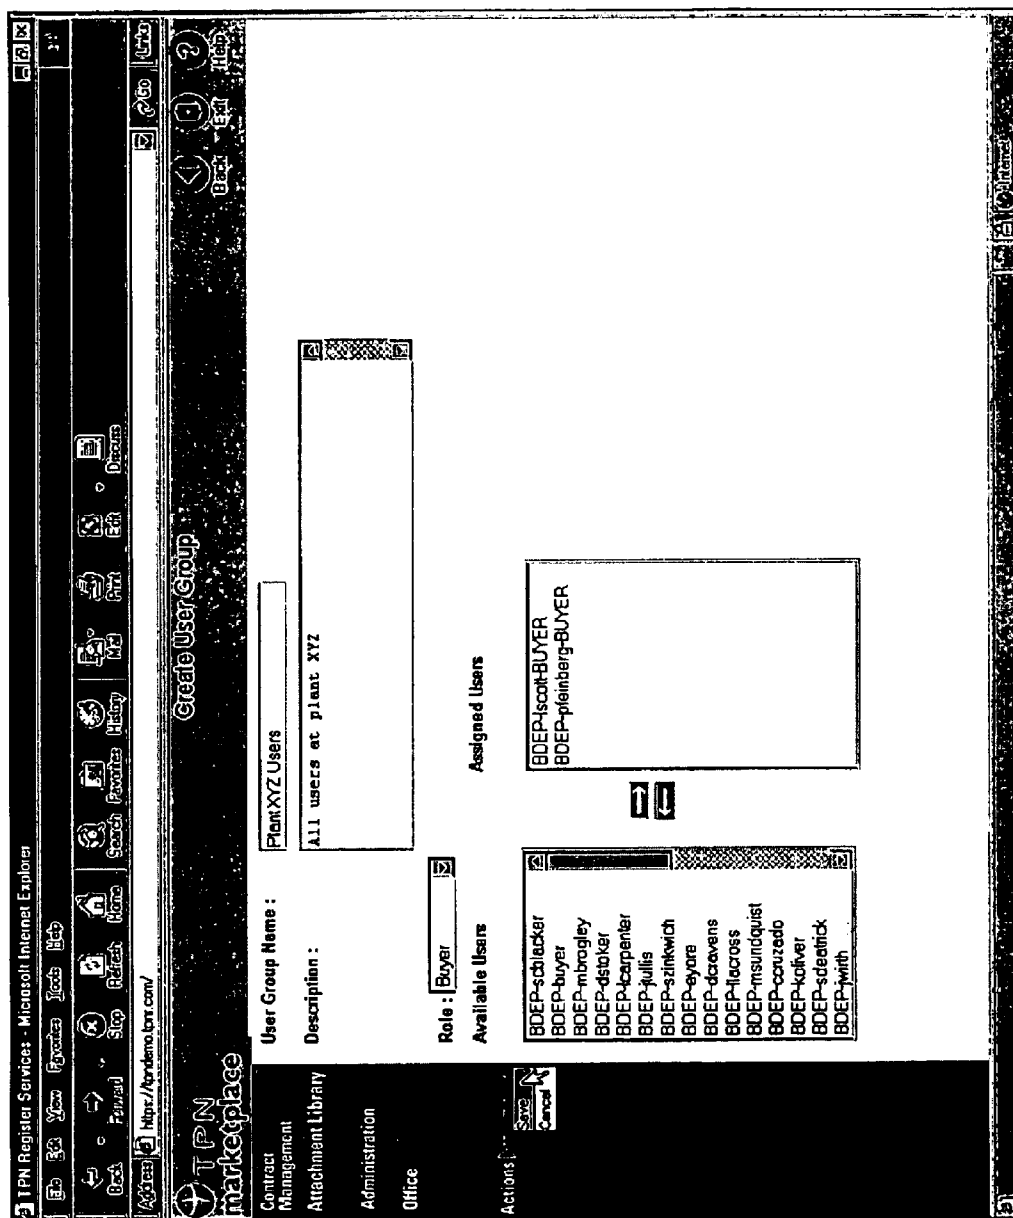 TPN Register Services - Microsoft Internet Explorer
File Edit View Favorites Tools Help
Back Forward Stop Refresh Home Search Favorites History Mail Print Edit Discuss
Address https://tpndemo.tpnr.com/ Go Links
TPN
marketplace
Create User Group
Back Exit Help
Contract
Management
Attachment Library
Administration
Office
Actions
Save
Cancel
User Group Name : Plant XYZ Users
Description : All users at plant XYZ
Role : Buyer
Available Users Assigned Users
BDEP-scblacker
BDEP-buyer
BDEP-mbrogley
BDEP-dstoker
BDEP-tcarpenter
BDEP-jtullis
BDEP-szinkwich
BDEP-eyore
BDEP-dcravens
BDEP-llacross
BDEP-msundquist
BDEP-ccruzado
BDEP-kofiver
BDEP-sdeatrick
BDEP-jwirth
BDEP-lscott-BUYER
BDEP-pfeinberg-BUYER
Internet